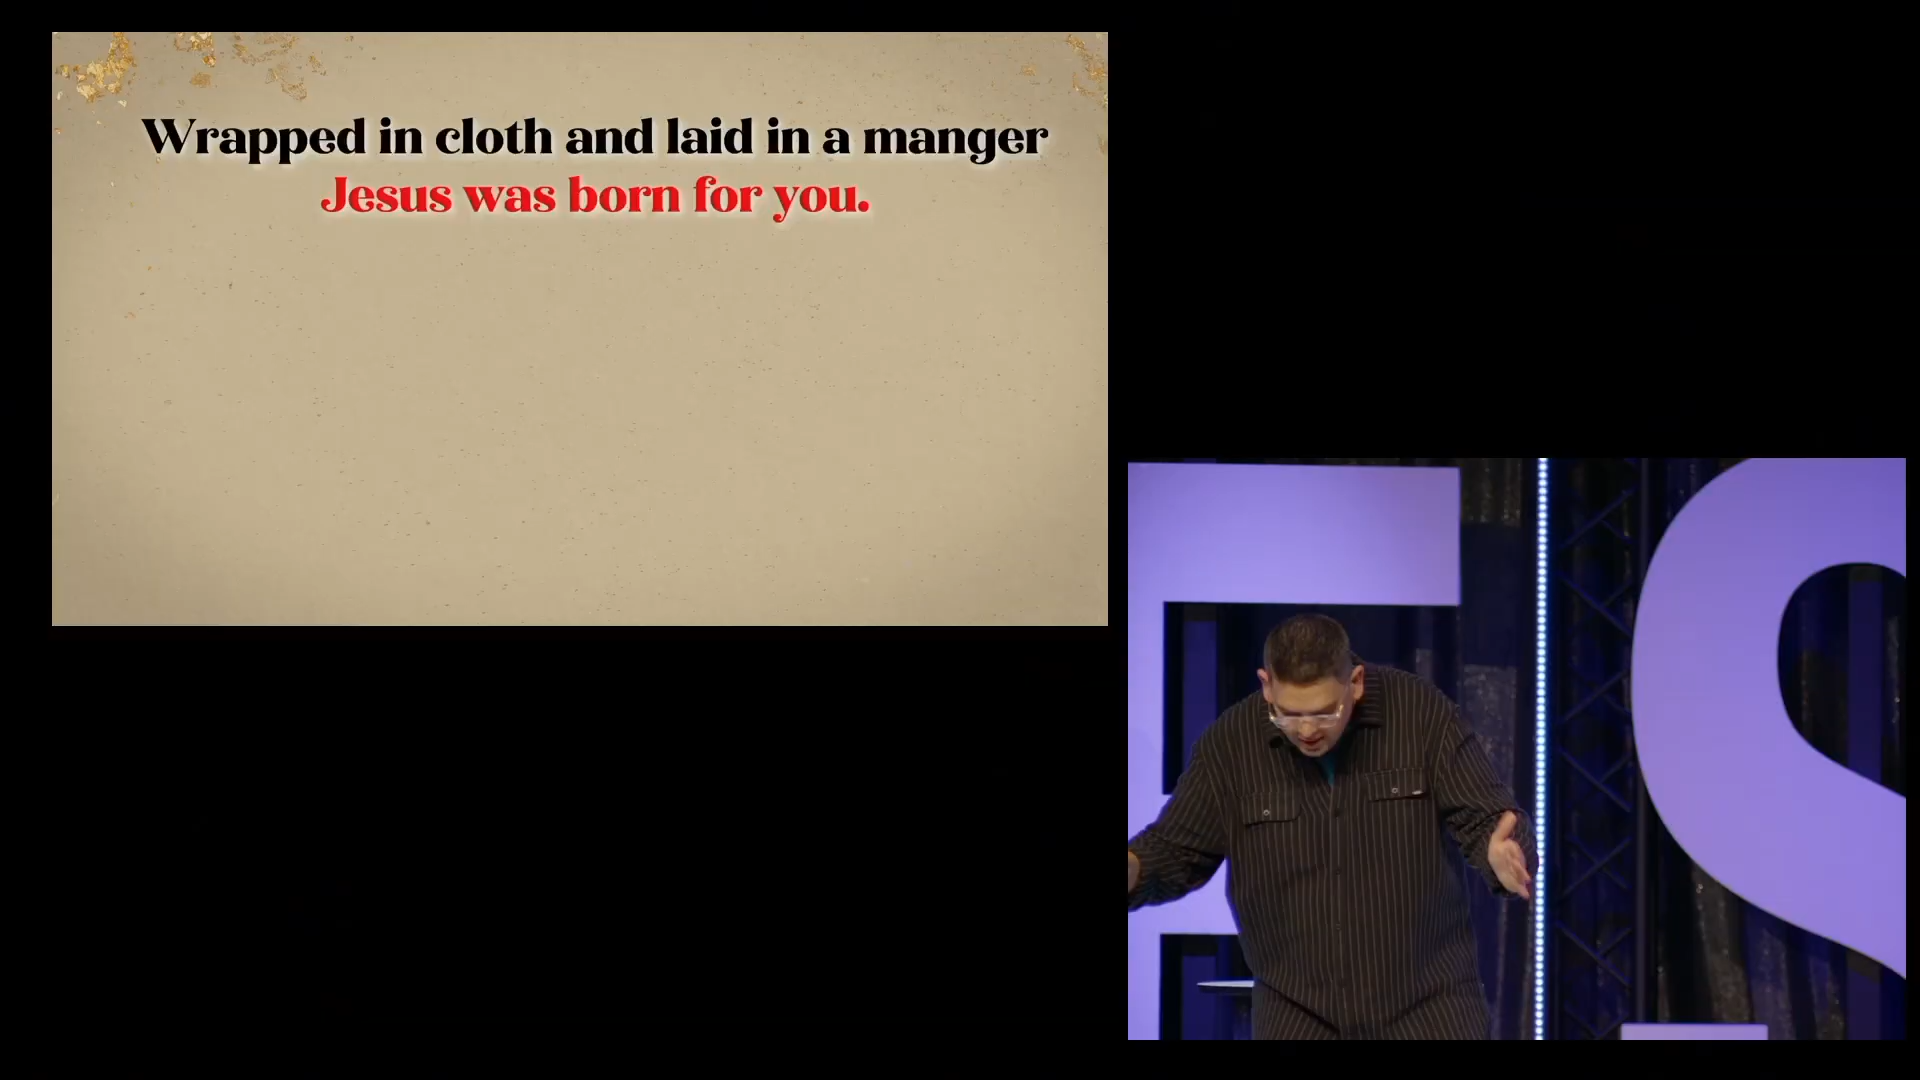 Wrapped in cloth and laid in a manger
Jesus was born for you.
E S